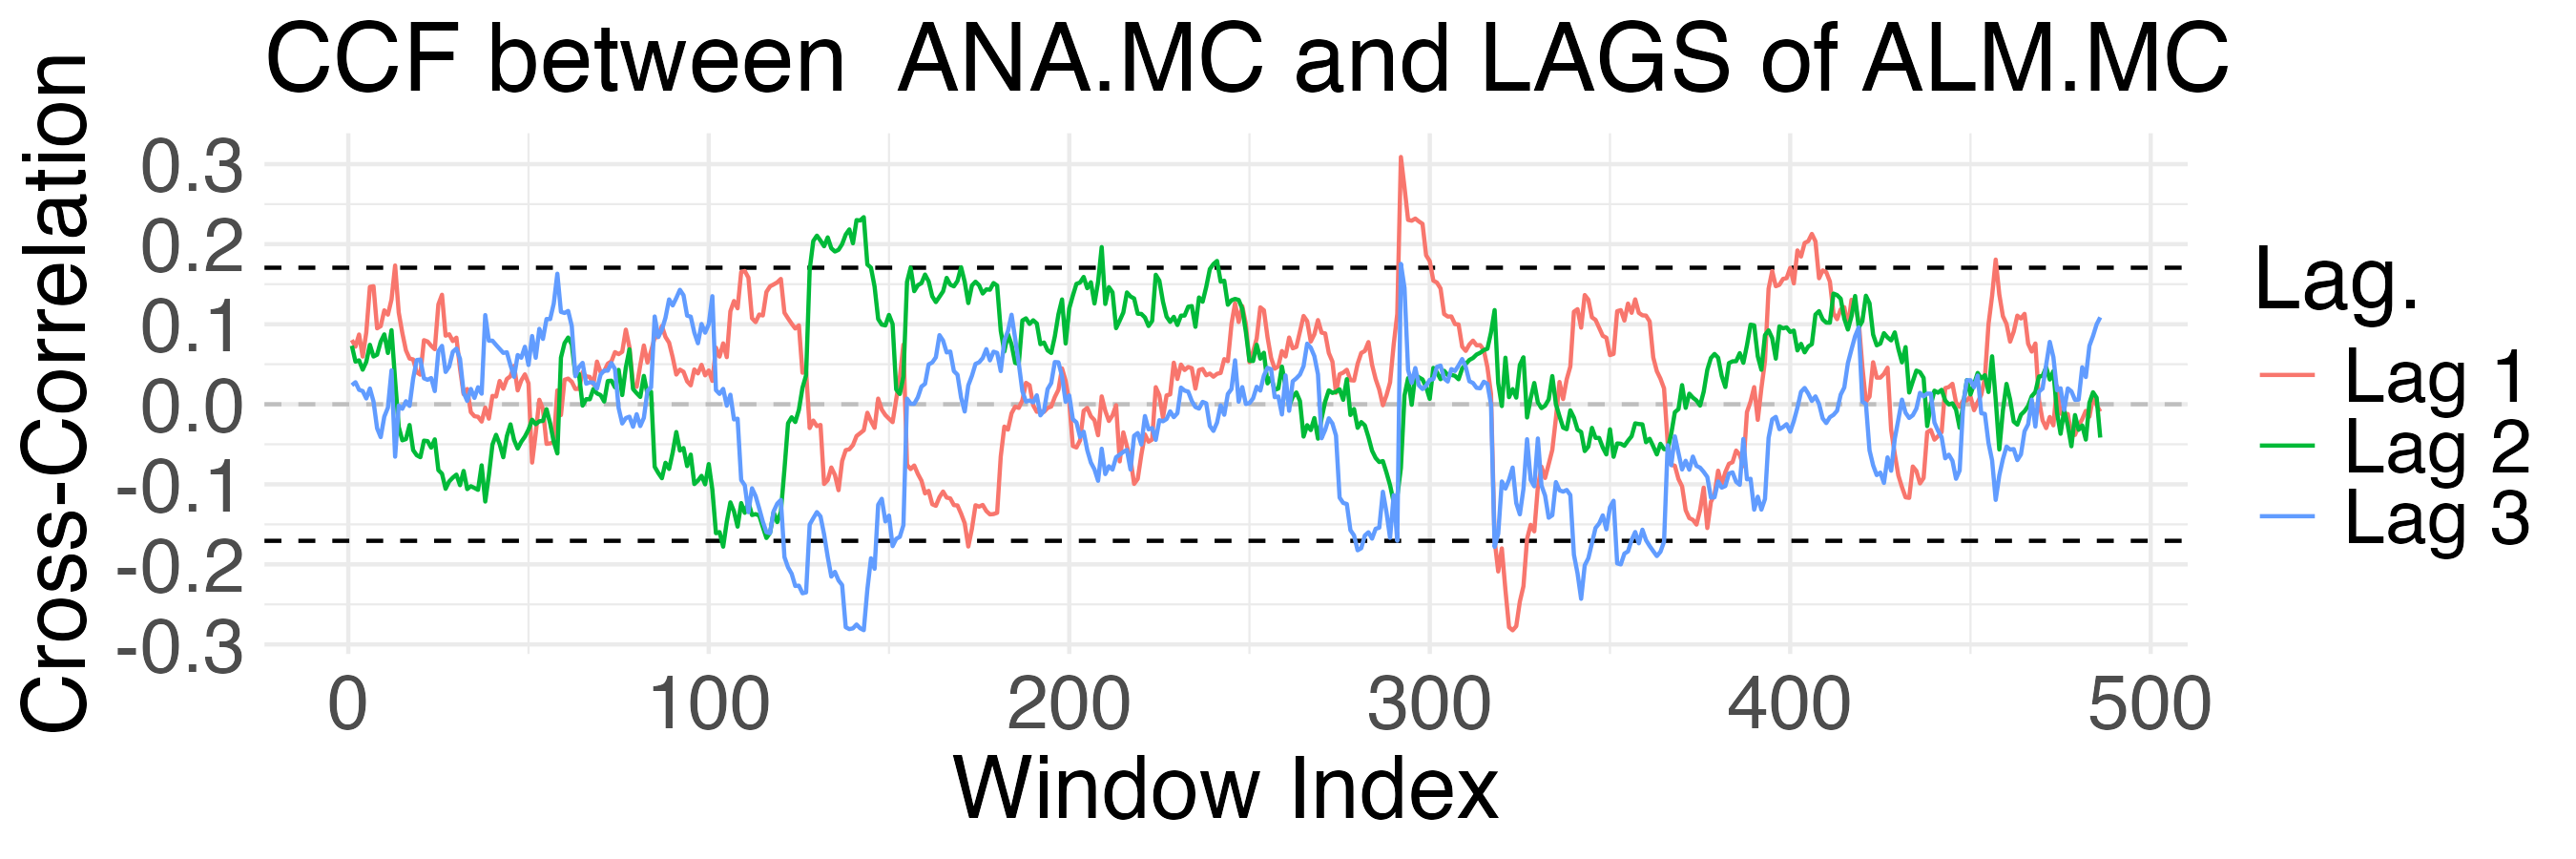 CCF between  ANA.MC and LAGS of ALM.MC
Cross-Correlation
0.3
0.2
0.1
0.0
-0.1
-0.2
-0.3
0 100 200 300 400 500
Window Index
Lag.
Lag 1
Lag 2
Lag 3